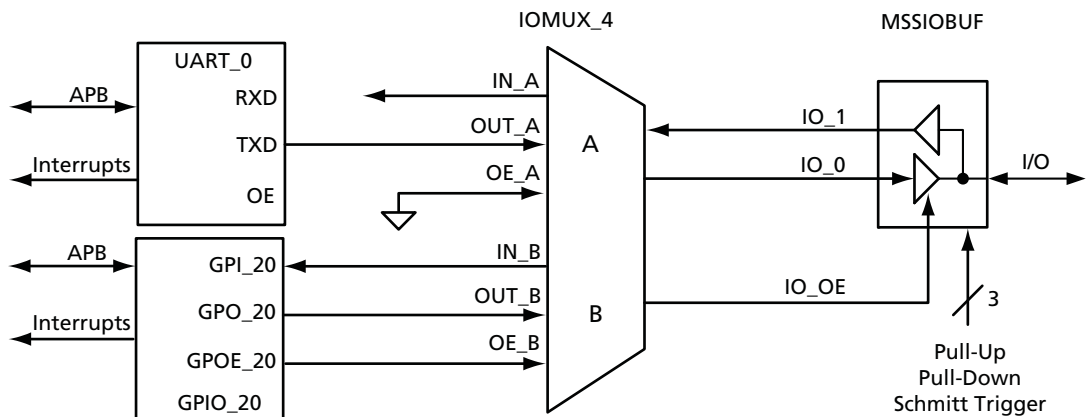 IOMUX_4
MSSIOBUF
UART_0
RXD
TXD
OE
APB
Interrupts
GPI_20
GPO_20
GPOE_20
GPIO_20
APB
Interrupts
IN_A
OUT_A
OE_A
IN_B
OUT_B
OE_B
A
B
IO_1
IO_0
IO_OE
I/O
3
Pull-Up
Pull-Down
Schmitt Trigger